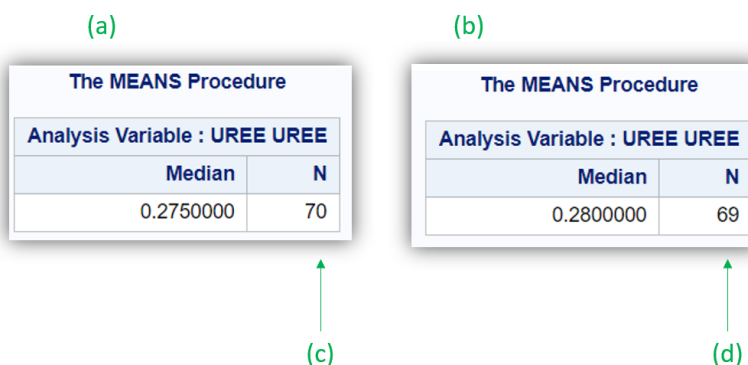 (a)
The MEANS Procedure
Analysis Variable : UREE UREE
Median N
0.2750000 70
(c)
(b)
The MEANS Procedure
Analysis Variable : UREE UREE
Median N
0.2800000 69
(d)